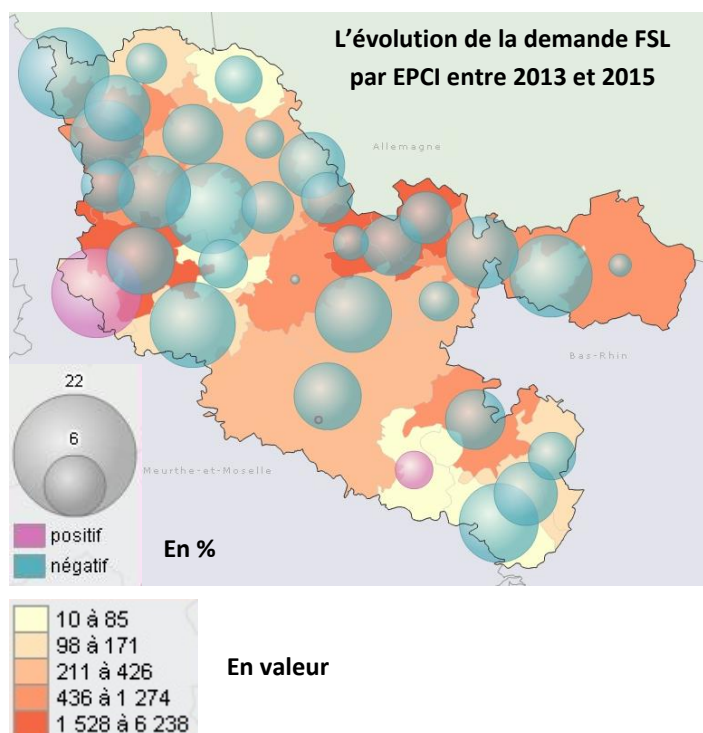 L'évolution de la demande FSL
par EPCI entre 2013 et 2015
Allemagne
Bas-Rhin
Meurthe-et-Moselle
22
6
positif
négatif
En %
10 à 85
98 à 171
211 à 426
436 à 1 274
1 528 à 6 238
En valeur